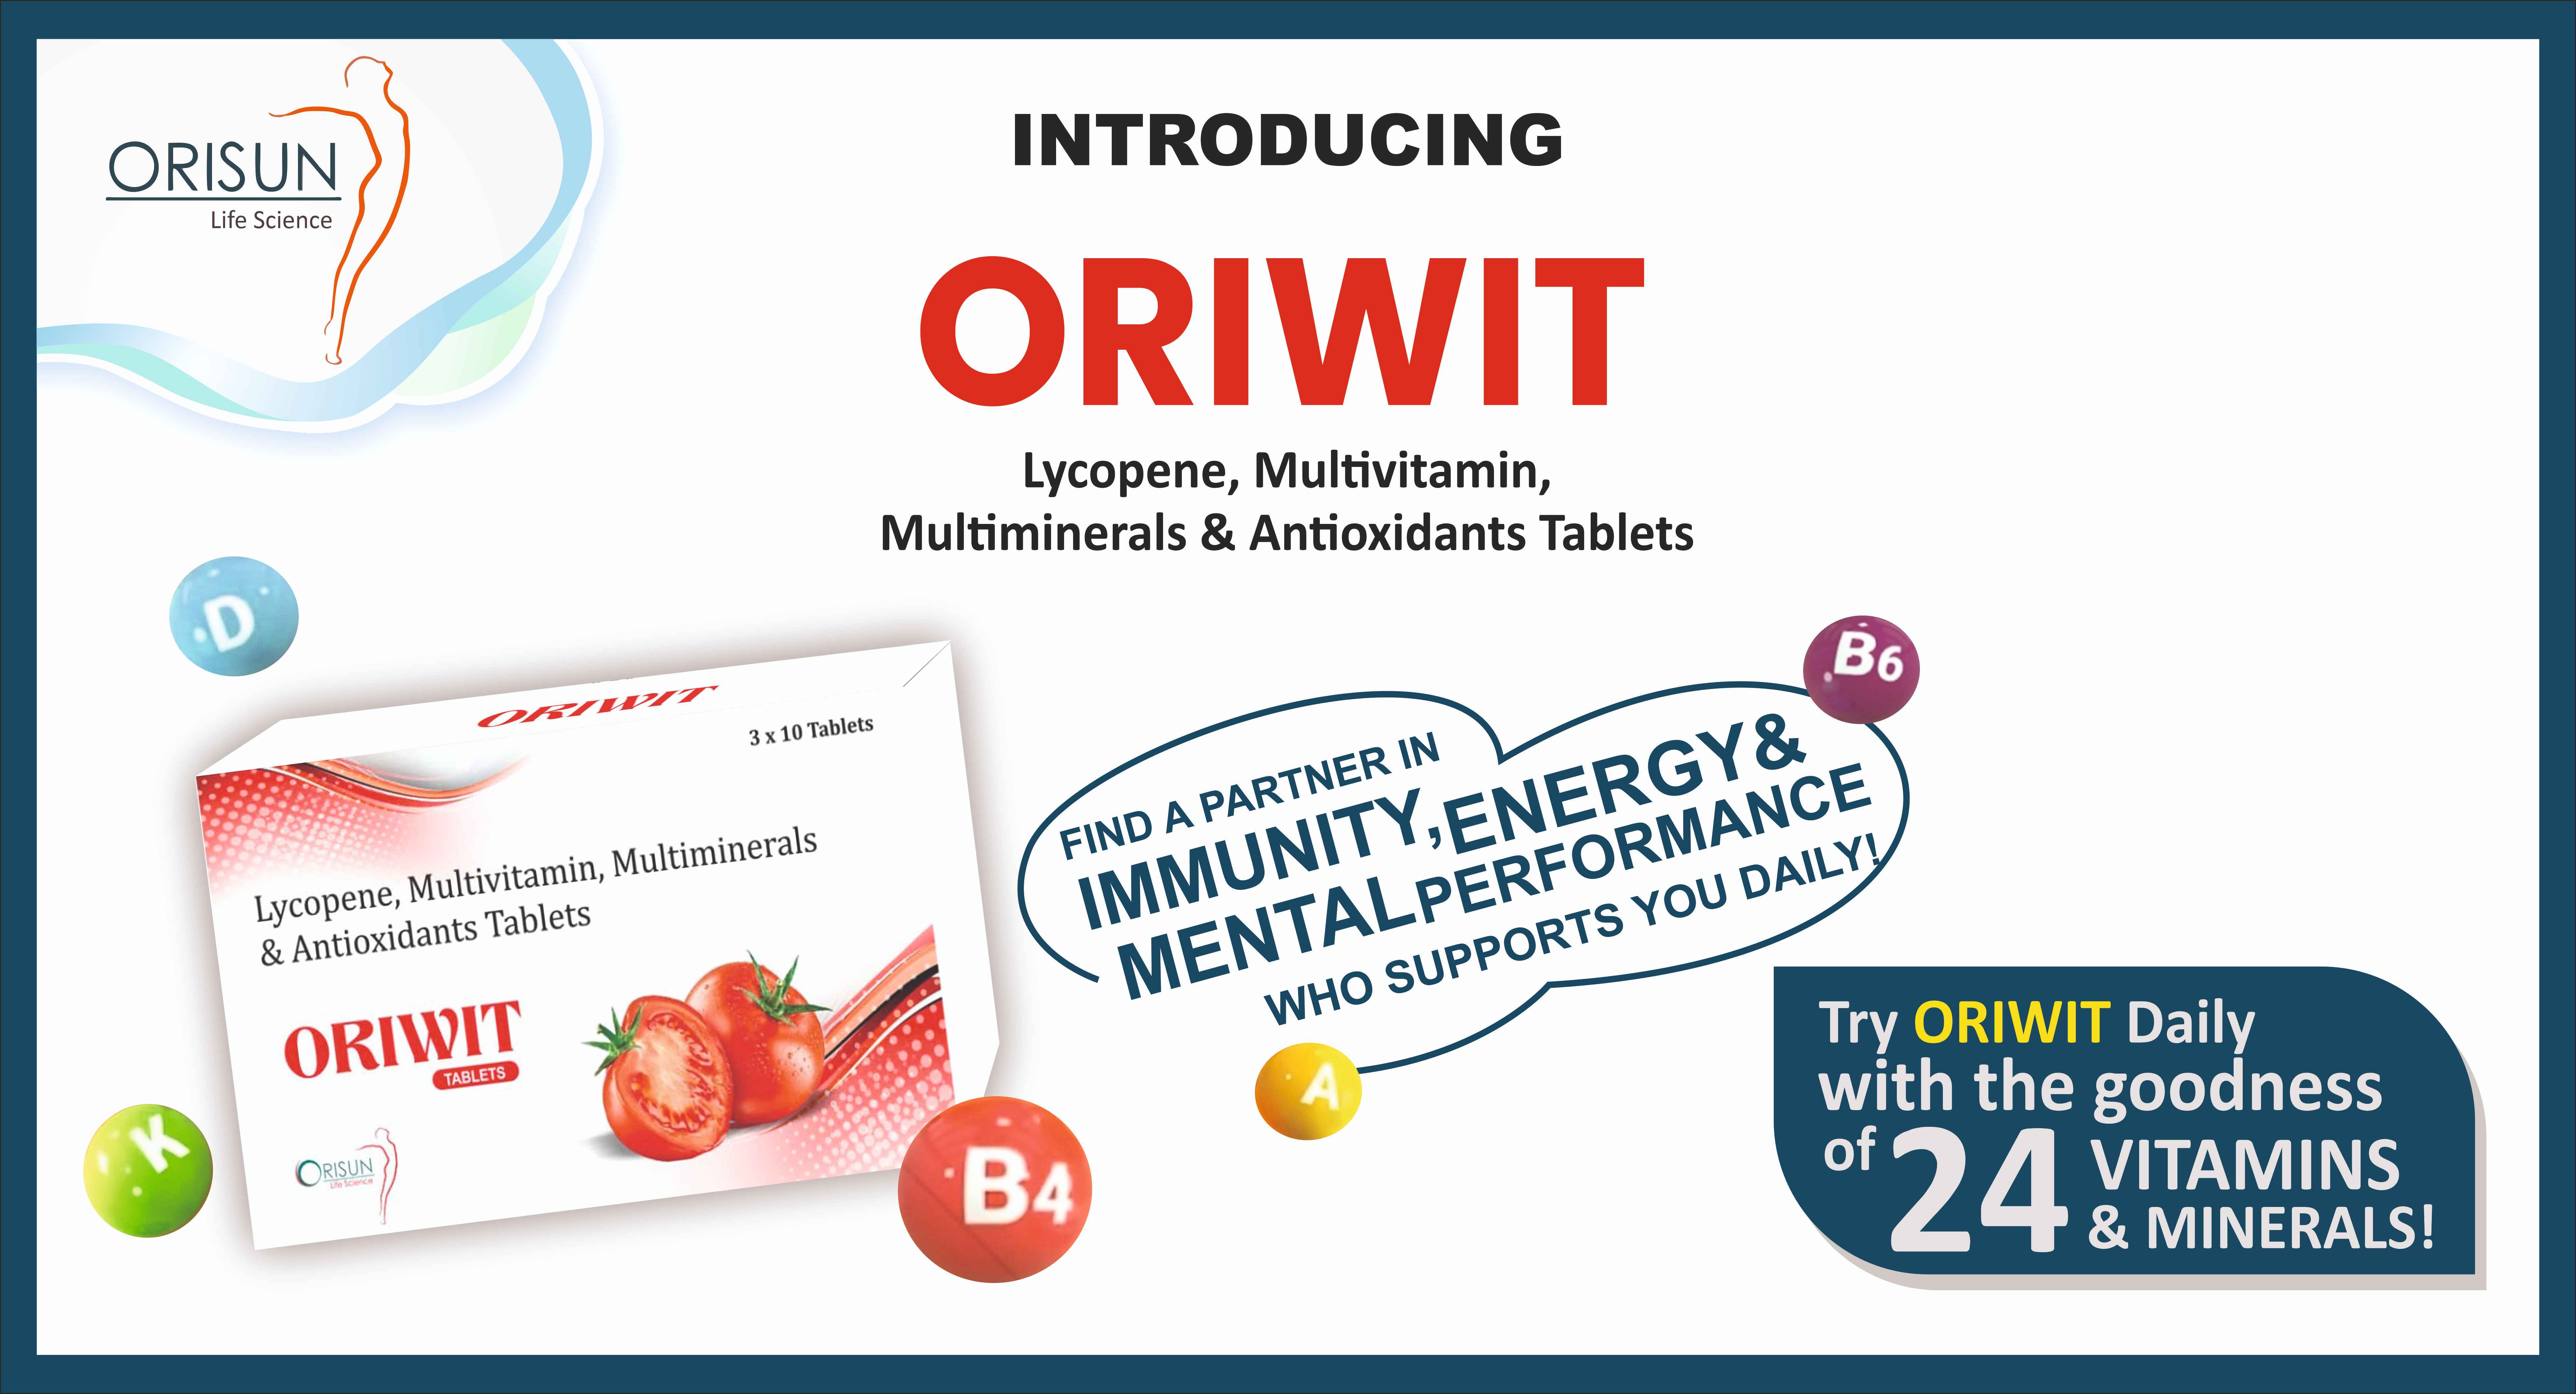 ORISUN
Life Science
INTRODUCING
ORIWIT
Lycopene, Multivitamin,
Multiminerals & Antioxidants Tablets
D
ORIWIT
3 x 10 Tablets
Lycopene, Multivitamin, Multiminerals
& Antioxidants Tablets
ORIWIT
TABLETS
ORISUN
Life Science
K
B4
B6
FIND A PARTNER IN
IMMUNITY, ENERGY &
MENTAL PERFORMANCE
WHO SUPPORTS YOU DAILY!
A
Try ORIWIT Daily
with the goodness
of 24 VITAMINS
& MINERALS!